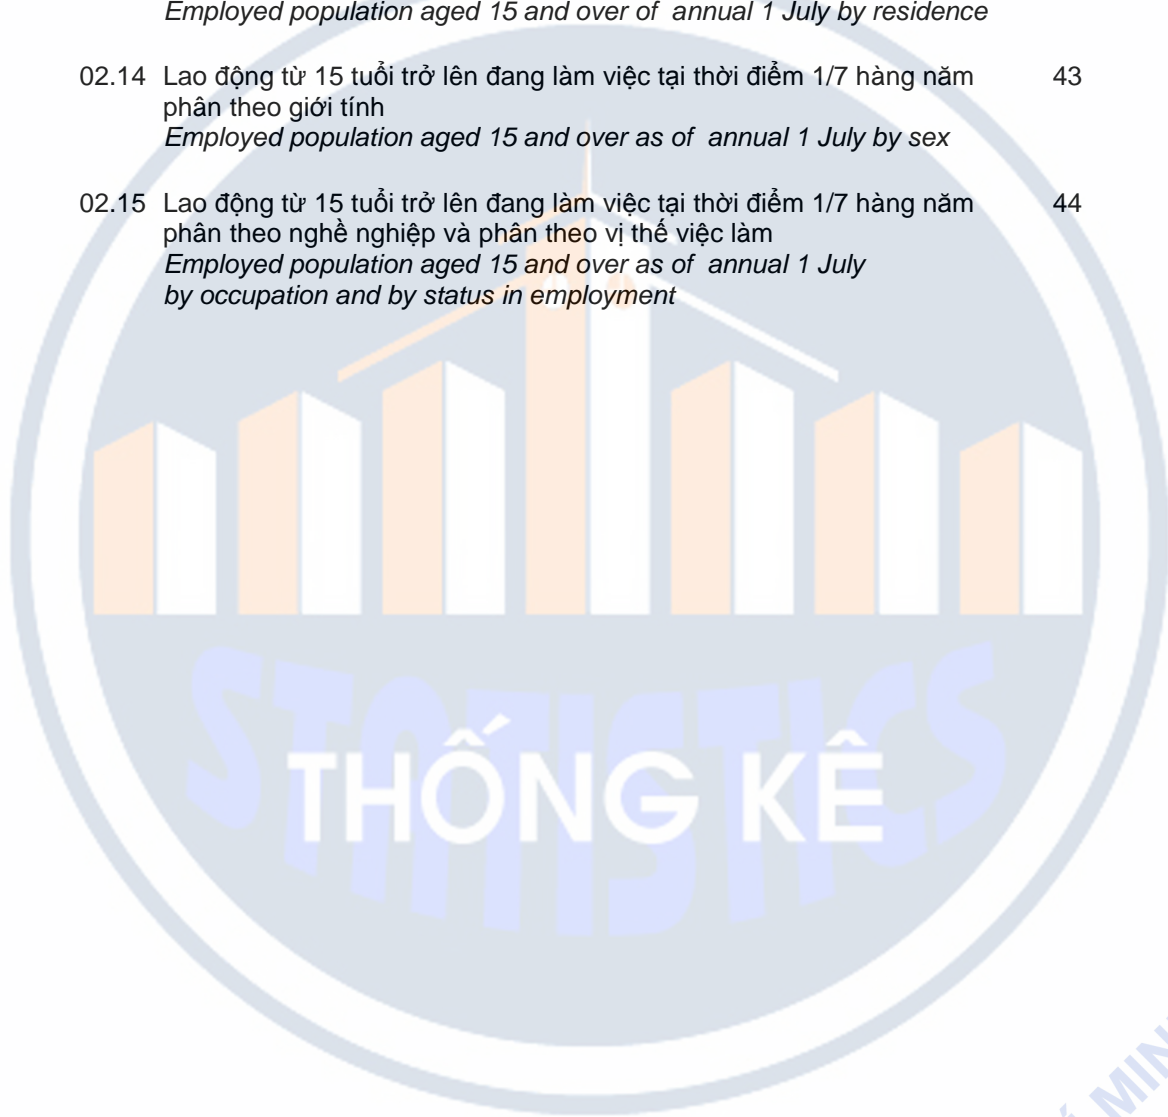 Employed population aged 15 and over of annual 1 July by residence
02.14 Lao động từ 15 tuổi trở lên đang làm việc tại thời điểm 1/7 hàng năm 43
phân theo giới tính
Employed population aged 15 and over as of annual 1 July by sex
02.15 Lao động từ 15 tuổi trở lên đang làm việc tại thời điểm 1/7 hàng năm 44
phân theo nghề nghiệp và phân theo vị thế việc làm
Employed population aged 15 and over as of annual 1 July
by occupation and by status in employment
STATISTICS
THỐNG KÊ